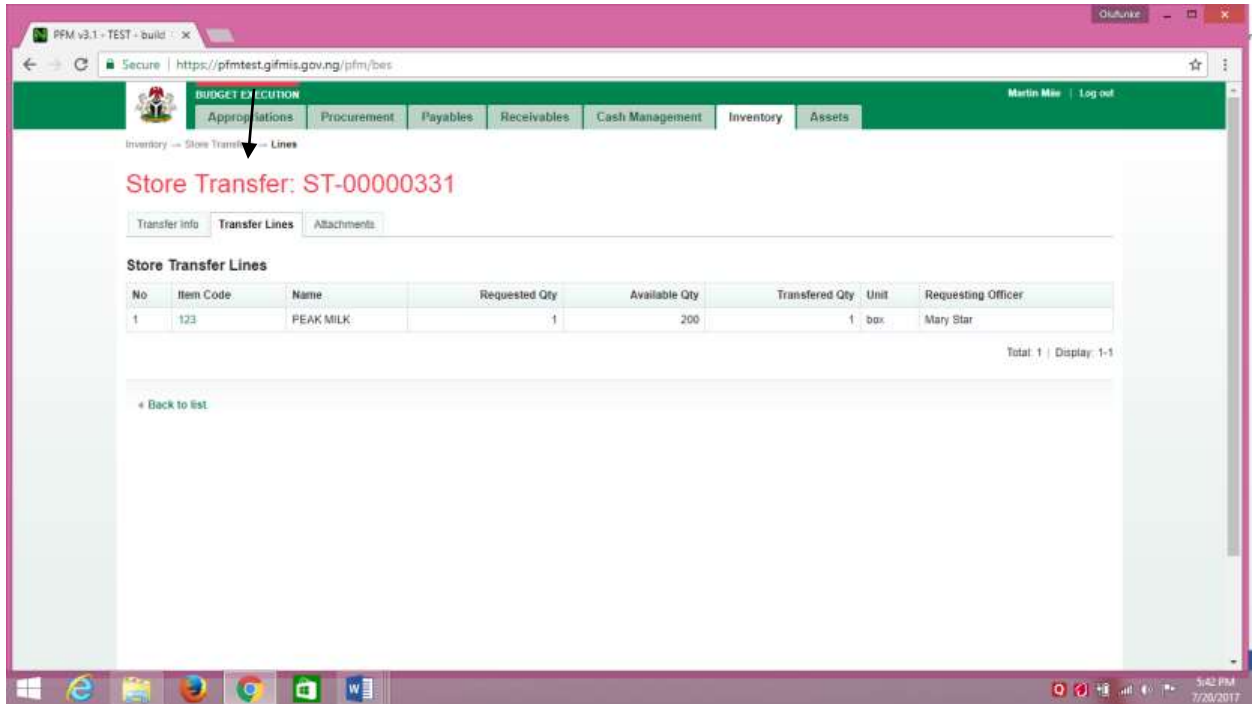 Olufunke
PFM v3.1 - TEST - build
Secure | https://pfmtest.gifmis.gov.ng/pfm/bes
BUDGET EXECUTION
Martin Mile | Log out
Appropriations Procurement Payables Receivables Cash Management Inventory Assets
Inventory → Store Transfer → Lines
Store Transfer: ST-00000331
Transfer Info Transfer Lines Attachments
Store Transfer Lines
No Item Code Name Requested Qty Available Qty Transfered Qty Unit Requesting Officer
1 123 PEAK MILK 1 200 1 box Mary Star
Total: 1 | Display: 1-1
« Back to list
5:42 PM
7/20/2017